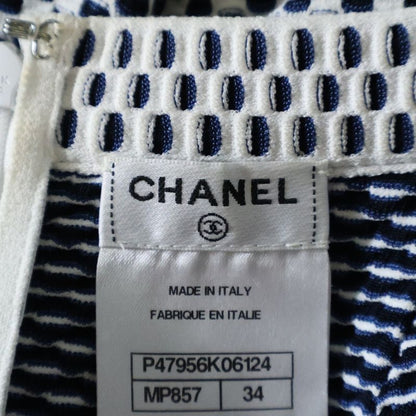 CHANEL
MADE IN ITALY
FABRIQUE EN ITALIE
P47956K06124
MP857 34